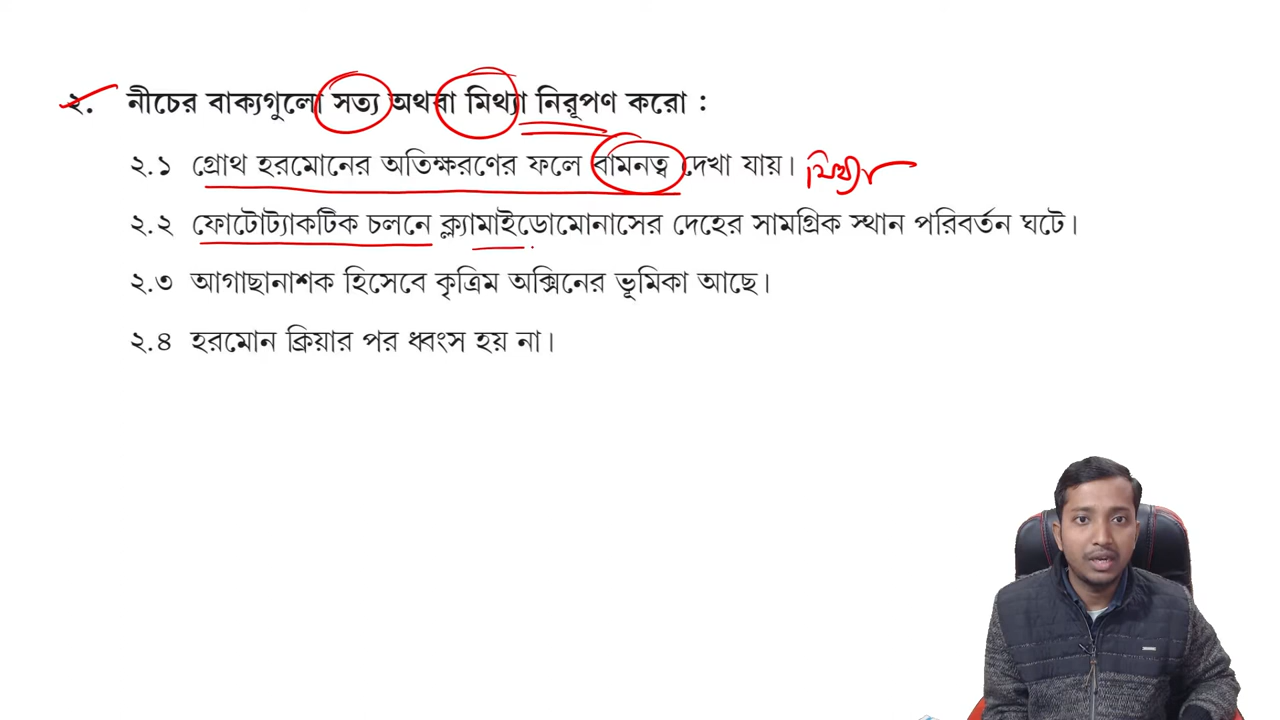 ২. নীচের বাক্যগুলো সত্য অথবা মিথ্যা নিরূপণ করো :
২.১ গ্রোথ হরমোনের অতিক্ষরণের ফলে বামনত্ব দেখা যায়। মিথ্যা
২.২ ফোটোট্যাকটিক চলনে ক্ল্যামাইডোমোনাসের দেহের সামগ্রিক স্থান পরিবর্তন ঘটে।
২.৩ আগাছানাশক হিসেবে কৃত্রিম অক্সিনের ভূমিকা আছে।
২.৪ হরমোন ক্রিয়ার পর ধ্বংস হয় না।